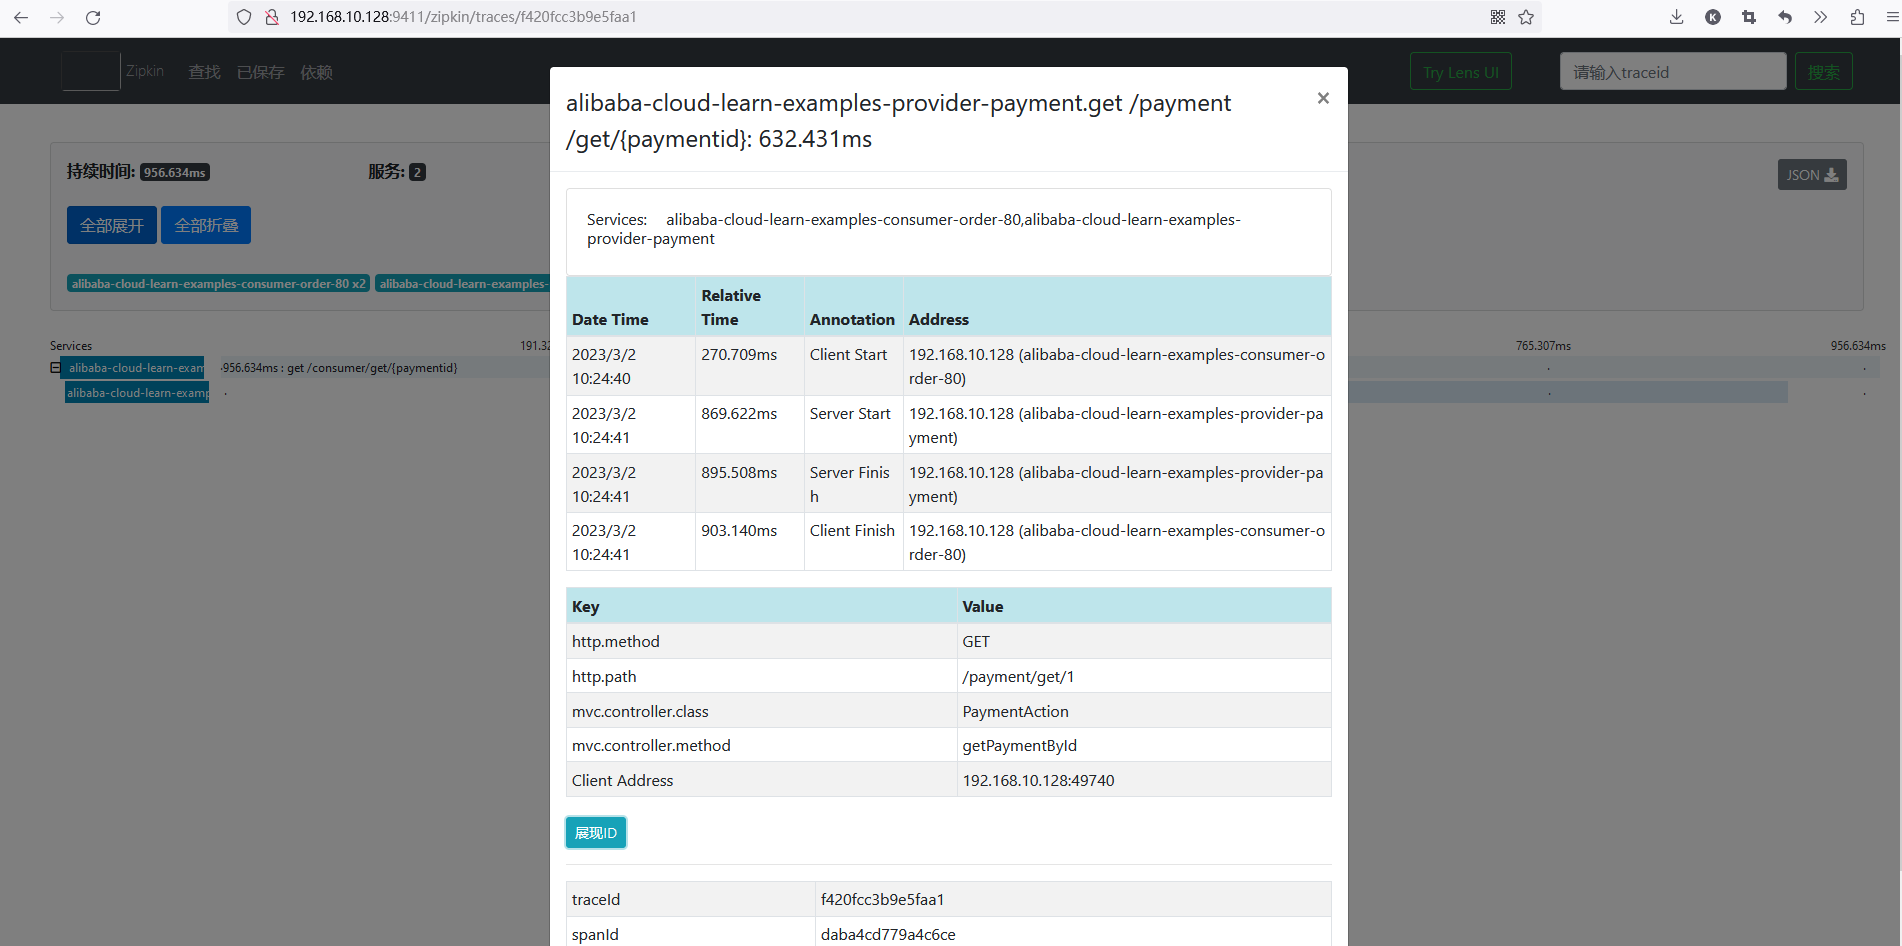 192.168.10.128:9411/zipkin/traces/f420fcc3b9e5faa1
Zipkin 查找 已保存 依赖
Try Lens UI
请输入traceid
搜索
持续时间: 956.634ms
服务: 2
JSON
全部展开 全部折叠
alibaba-cloud-learn-examples-consumer-order-80 x2 alibaba-cloud-learn-examples-
Services 191.32 765.307ms 956.634ms
alibaba-cloud-learn-exam 956.634ms : get /consumer/get/{paymentid}
alibaba-cloud-learn-examp
alibaba-cloud-learn-examples-provider-payment.get /payment
/get/{paymentid}: 632.431ms
×
Services: alibaba-cloud-learn-examples-consumer-order-80,alibaba-cloud-learn-examples-
provider-payment
Date Time Relative Time Annotation Address
2023/3/2 10:24:40 270.709ms Client Start 192.168.10.128 (alibaba-cloud-learn-examples-consumer-o
rder-80)
2023/3/2 10:24:41 869.622ms Server Start 192.168.10.128 (alibaba-cloud-learn-examples-provider-pa
yment)
2023/3/2 10:24:41 895.508ms Server Finis
h 192.168.10.128 (alibaba-cloud-learn-examples-provider-pa
yment)
2023/3/2 10:24:41 903.140ms Client Finish 192.168.10.128 (alibaba-cloud-learn-examples-consumer-o
rder-80)
Key Value
http.method GET
http.path /payment/get/1
mvc.controller.class PaymentAction
mvc.controller.method getPaymentById
Client Address 192.168.10.128:49740
展现ID
traceId f420fcc3b9e5faa1
spanId daba4cd779a4c6ce